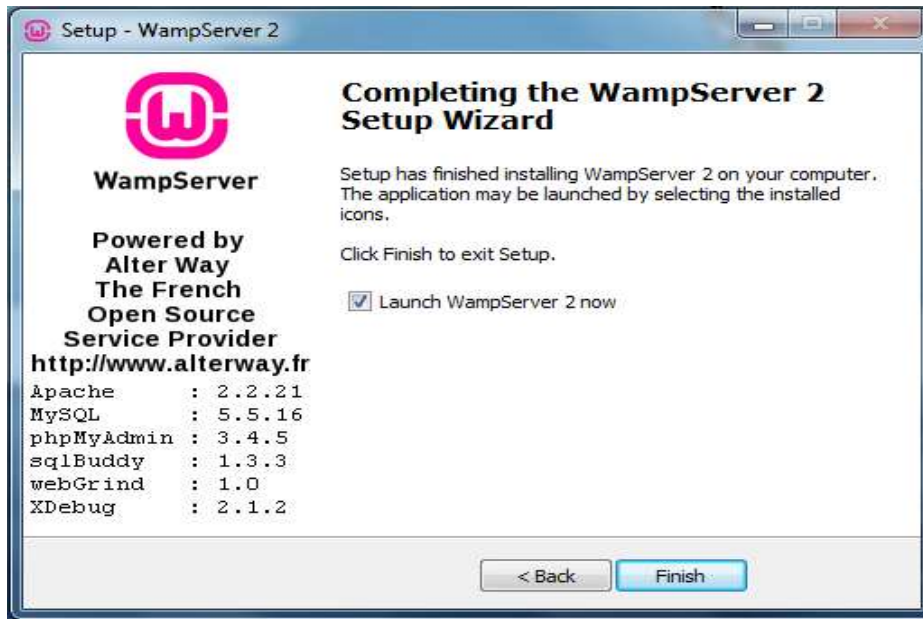 Setup - WampServer 2
WampServer
Powered by
Alter Way
The French
Open Source
Service Provider
http://www.alterway.fr
Apache : 2.2.21
MySQL : 5.5.16
phpMyAdmin : 3.4.5
sqlBuddy : 1.3.3
webGrind : 1.0
XDebug : 2.1.2
Completing the WampServer 2
Setup Wizard
Setup has finished installing WampServer 2 on your computer.
The application may be launched by selecting the installed
icons.
Click Finish to exit Setup.
Launch WampServer 2 now
< Back
Finish